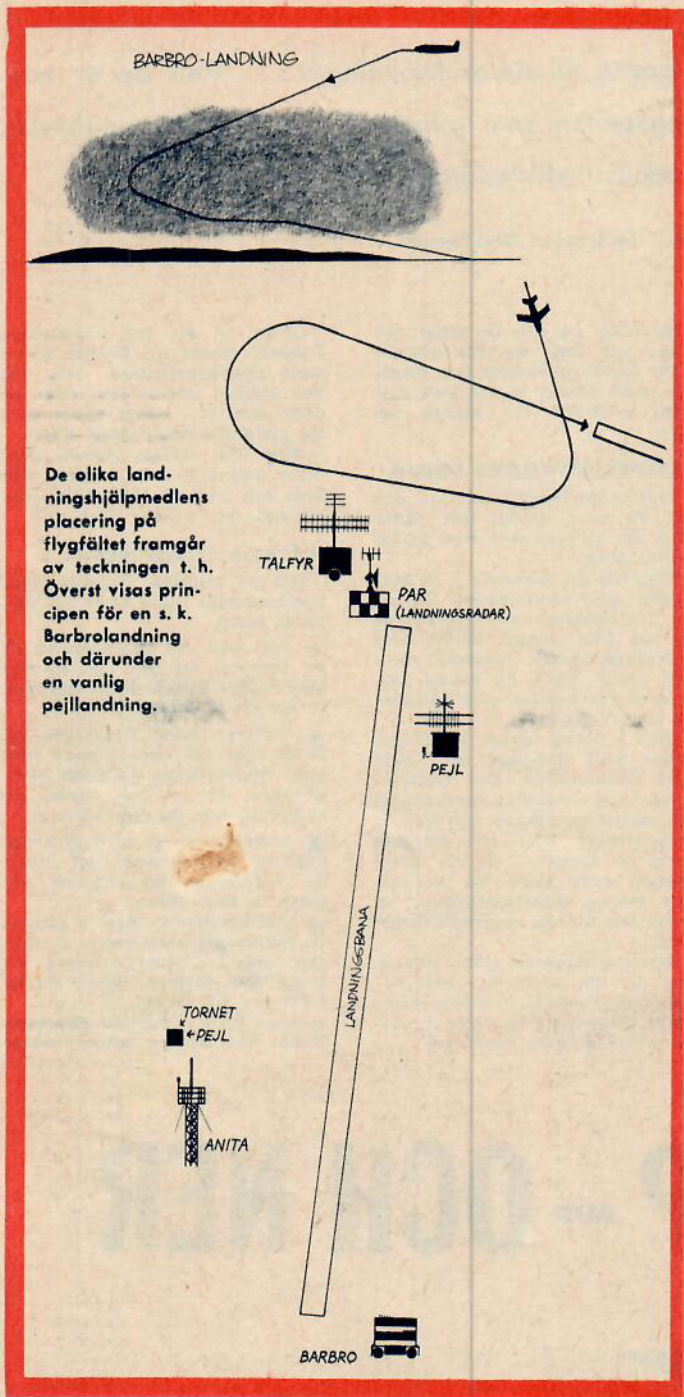 BARBRO-LANDNING
De olika land-
ningshjälpmedlens
placering på
flygfältet framgår
av teckningen t. h.
Överst visas prin-
cipen för en s. k.
Barbrolandning
och därunder
en vanlig
pejllandning.
TALFYR
PAR
(LANDNINGSRADAR)
PEJL
LANDNINGSBANA
TORNET
PEJL
ANITA
BARBRO